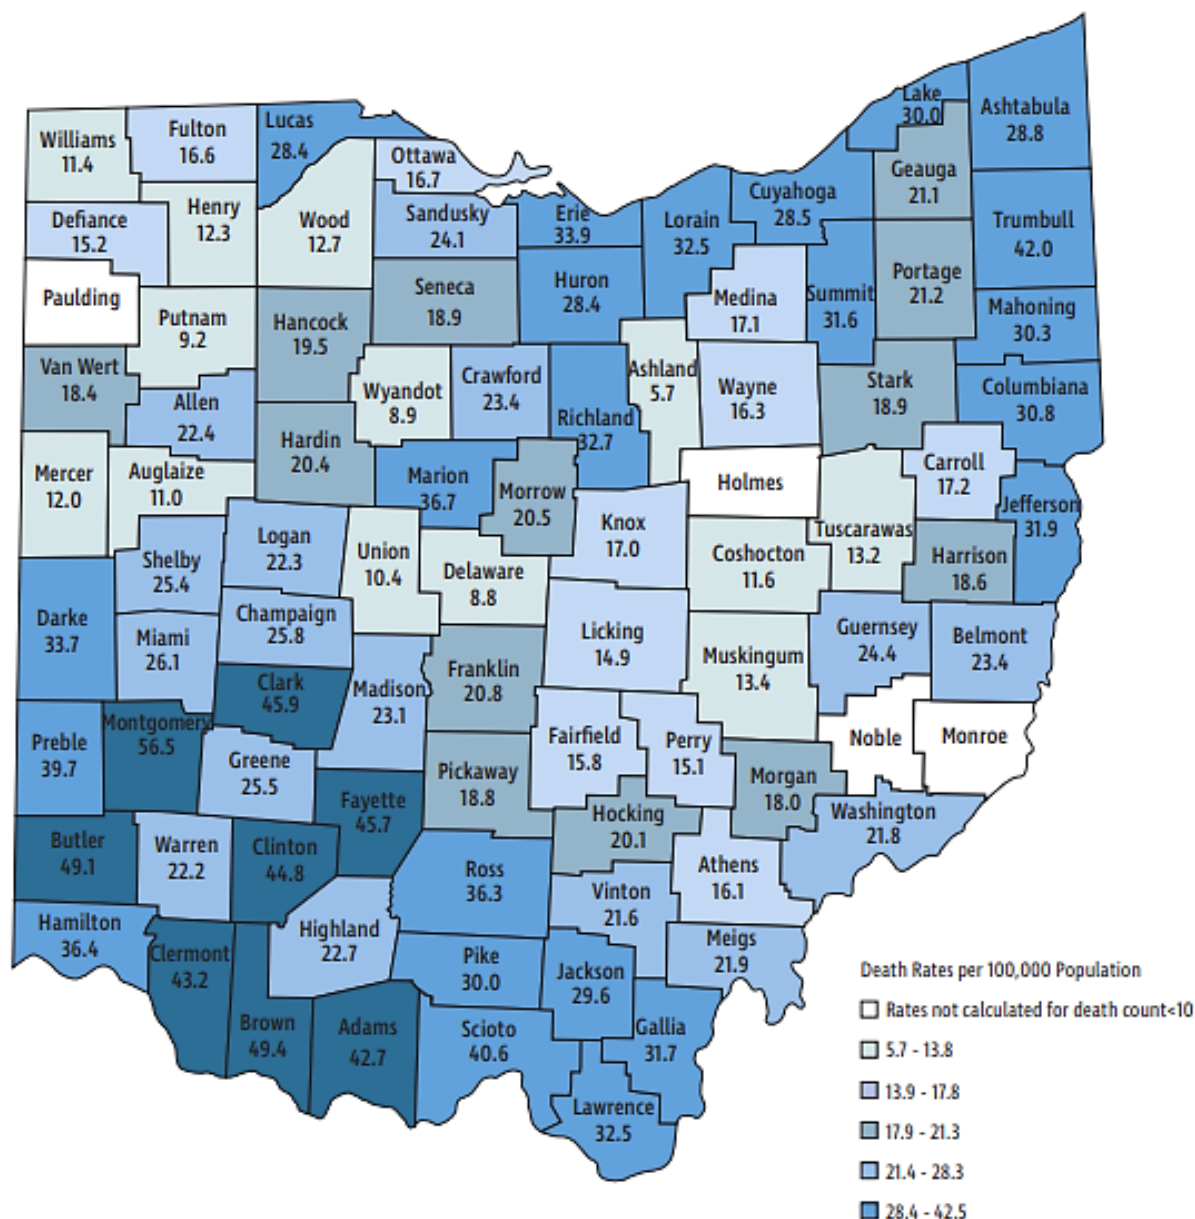 Lake
30.0
Ashtabula
28.8
Williams
11.4
Fulton
16.6
Lucas
28.4
Ottawa
16.7
Geauga
21.1
Defiance
15.2
Henry
12.3
Wood
12.7
Sandusky
24.1
Erie
33.9
Lorain
32.5
Cuyahoga
28.5
Trumbull
42.0
Paulding
Putnam
9.2
Hancock
19.5
Seneca
18.9
Huron
28.4
Medina
17.1
Summit
31.6
Portage
21.2
Mahoning
30.3
Van Wert
18.4
Allen
22.4
Wyandot
8.9
Crawford
23.4
Richland
32.7
Ashland
5.7
Wayne
16.3
Stark
18.9
Columbiana
30.8
Mercer
12.0
Auglaize
11.0
Hardin
20.4
Marion
36.7
Morrow
20.5
Holmes
Carroll
17.2
Jefferson
31.9
Shelby
25.4
Logan
22.3
Union
10.4
Delaware
8.8
Knox
17.0
Coshocton
11.6
Tuscarawas
13.2
Harrison
18.6
Darke
33.7
Miami
26.1
Champaign
25.8
Licking
14.9
Muskingum
13.4
Guernsey
24.4
Belmont
23.4
Clark
45.9
Madison
23.1
Franklin
20.8
Preble
39.7
Montgomery
56.5
Greene
25.5
Fayette
45.7
Pickaway
18.8
Fairfield
15.8
Perry
15.1
Morgan
18.0
Noble
Monroe
Washington
21.8
Butler
49.1
Warren
22.2
Clinton
44.8
Ross
36.3
Hocking
20.1
Athens
16.1
Vinton
21.6
Hamilton
36.4
Clermont
43.2
Highland
22.7
Pike
30.0
Jackson
29.6
Meigs
21.9
Brown
49.4
Adams
42.7
Scioto
40.6
Gallia
31.7
Lawrence
32.5
Death Rates per 100,000 Population
Rates not calculated for death count<10
5.7 - 13.8
13.9 - 17.8
17.9 - 21.3
21.4 - 28.3
28.4 - 42.5